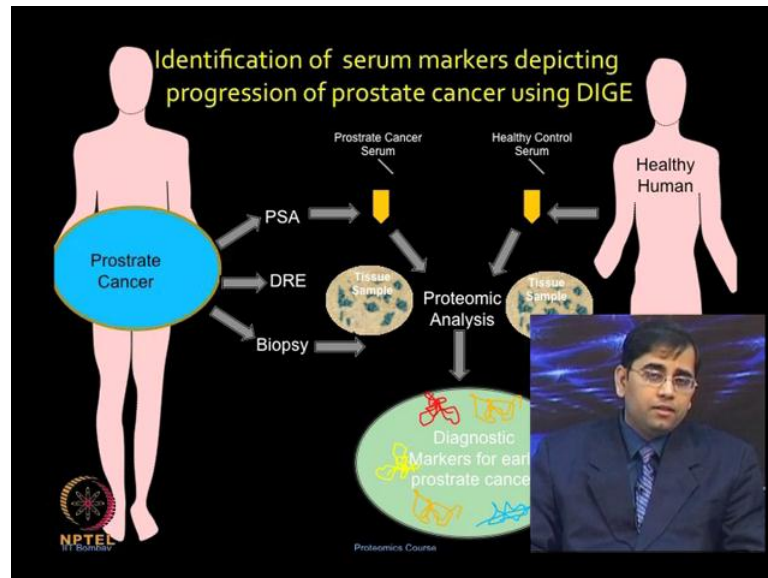 Identification of serum markers depicting
progression of prostate cancer using DIGE
Prostrate Cancer
Serum
Healthy Control
Serum
Healthy
Human
PSA
Prostrate
Cancer
DRE
Tissue
Sample
Proteomic
Analysis
Tissue
Sample
Biopsy
Diagnostic
Markers for earl
prostrate cance
NPTEL
IIT Bombay
Proteomics Course